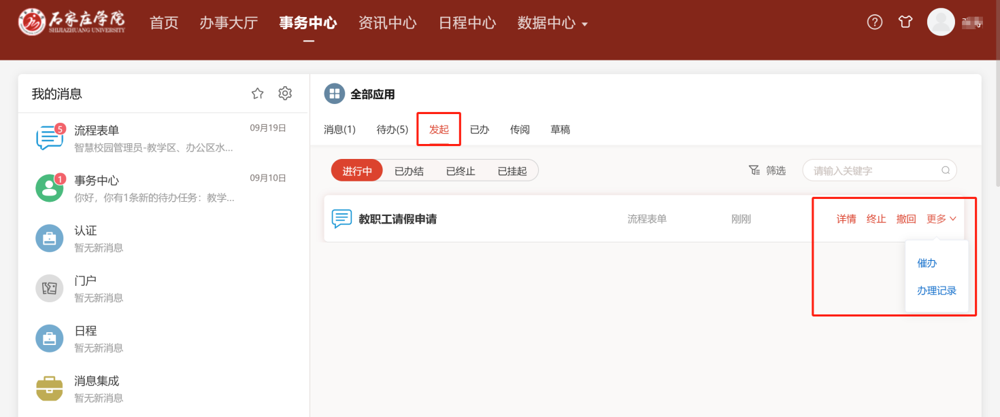 石家庄学院
SHIJIAZHUANG UNIVERSITY
首页 办事大厅 事务中心 资讯中心 日程中心 数据中心
我的消息
5
流程表单 09月19日
智慧校园管理员-教学区、办公区水...
1
事务中心 09月10日
你好，你有1条新的待办任务：教学...
认证
暂无新消息
门户
暂无新消息
日程
暂无新消息
消息集成
暂无新消息
全部应用
消息(1) 待办(5) 发起 已办 传阅 草稿
进行中 已办结 已终止 已挂起 筛选 请输入关键字
教职工请假申请 流程表单 刚刚 详情 终止 撤回 更多
催办
办理记录